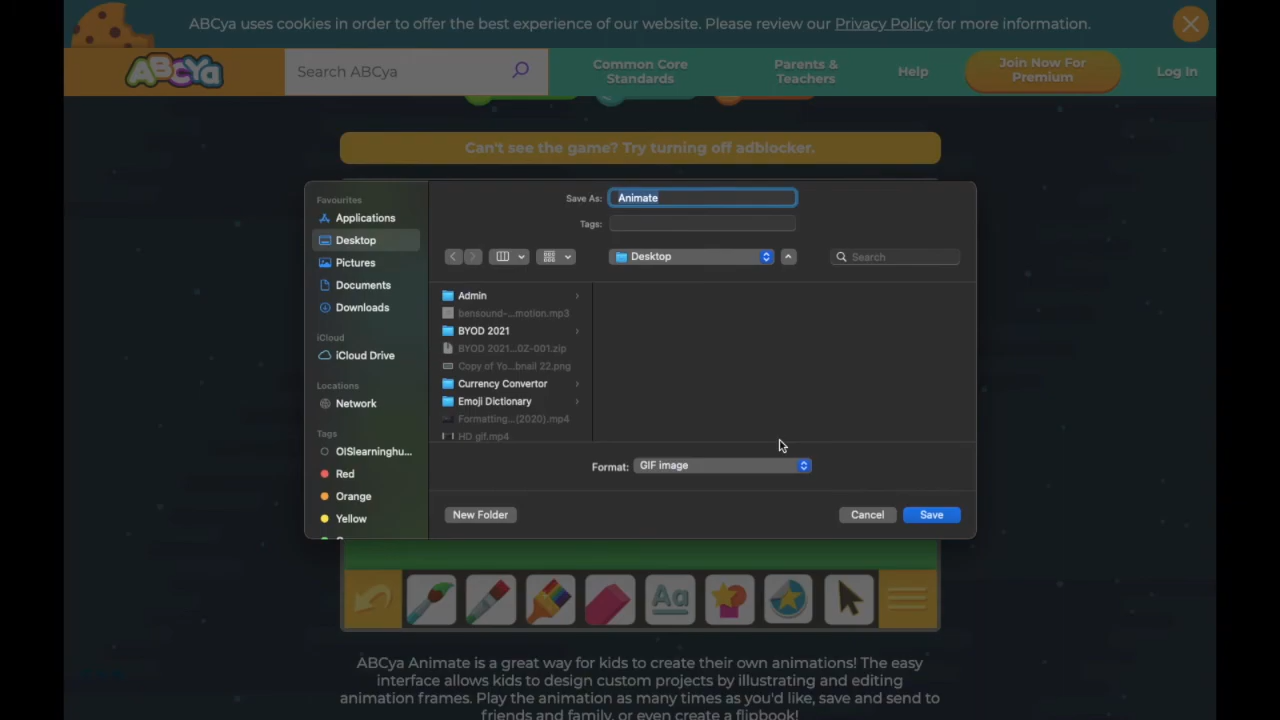 ABCya uses cookies in order to offer the best experience of our website. Please review our Privacy Policy for more information.
ABCya
Search ABCya
Common Core
Standards
Parents &
Teachers
Help
Join Now For
Premium
Log In
Can't see the game? Try turning off adblocker.
Favourites
Applications
Desktop
Pictures
Documents
Downloads
iCloud
iCloud Drive
Locations
Network
Tags
OISlearninghu...
Red
Orange
Yellow
Save As: Animate
Tags:
Desktop
Search
Admin
bensound-...motion.mp3
BYOD 2021
BYOD 2021...0Z-001.zip
Copy of Yo...bnail 22.png
Currency Convertor
Emoji Dictionary
Formatting...(2020).mp4
HD gif.mp4
Format: GIF image
New Folder
Cancel
Save
Aa
ABCya Animate is a great way for kids to create their own animations! The easy
interface allows kids to design custom projects by illustrating and editing
animation frames. Play the animation as many times as you'd like, save and send to
friends and family, or even create a flipbook!